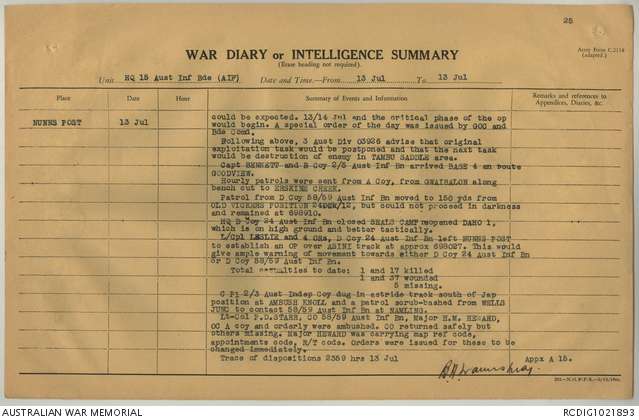 25
WAR DIARY or INTELLIGENCE SUMMARY
(Erase heading not required).
Army Form C.2118
(adapted.)
Unit HQ 15 Aust Inf Bde (AIF) Date and Time—From 13 Jul To 13 Jul
Place Date Hour Summary of Events and Information Remarks and references to
Appendices, Diaries, &c.
NUNNS POST 13 Jul could be expected. 13/14 Jul end the critical phase of the op
would begin. A special order of the day was issued by GOC and
Bde Comd.
Following above, 3 Aust Div O3926 advise that original
exploitation task would be postponed and that the next task
would be destruction of enemy in TAMBU SADDLE area.
Capt BENNETT and B Coy 2/5 Aust Inf Bn arrived BASE 4 en route
GOODVIEW.
Hourly patrols were sent from A Coy, from GWAIBALON along
bench cut to ERSKINE CREEK.
Patrol from D Coy 58/59 Aust Inf Bn moved to 150 yds from
OLD VICKERS POSITION but could not proceed in darkness
and remained at 698910.
HQ B Coy 24 Aust Inf Bn closed SEALS CAMP reopened DAHO 1,
which is on high ground and better tactically.
L/Cpl LESLIE and 4 ORs, D Coy 24 Aust Inf Bn left NUNNS POST
to establish an OP over ASINI track at approx 698027. This would
give ample warning of movement towards either D Coy 24 Aust Inf Bn
or D Coy 58/59 Aust Inf Bn.
Total casualties to date: 1 and 17 killed
1 and 37 wounded
5 missing.
C Pl 2/3 Aust Indep Coy dug-in astride track south of Jap
position at AMBUSH KNOLL and a patrol scrub-bashed from WELLS
JUNC to contact 58/59 Aust Inf Bn at NAMLING.
Lt-Col P.D.STARR, CO 58/59 Aust Inf Bn, Major H.M. HEWARD,
OC A coy and orderly were ambushed. CO returned safely but
others missing. Major HEWARD was carrying map ref code,
appointments code, R/T code. Orders were issued for these to be
changed immediately.
Trace of dispositions 2359 hrs 13 Jul Appx A 15.
AUSTRALIAN WAR MEMORIAL RCDIG1021893